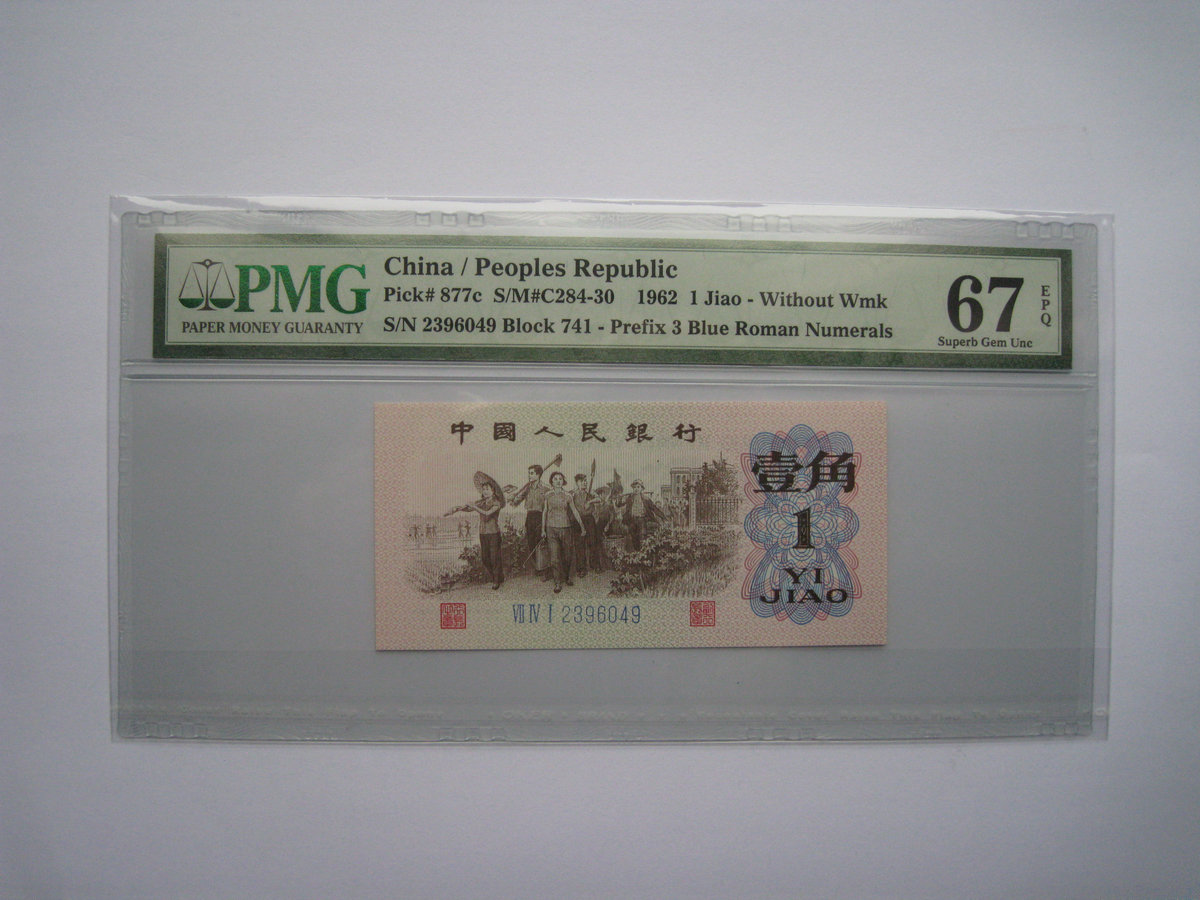 PMG
PAPER MONEY GUARANTY
China / Peoples Republic
Pick# 877c S/M#C284-30 1962 1 Jiao - Without Wmk
S/N 2396049 Block 741 - Prefix 3 Blue Roman Numerals
67
EPQ
Superb Gem Unc
中國人民銀行
壹角
1
YI
JIAO
VII IV I 2396049